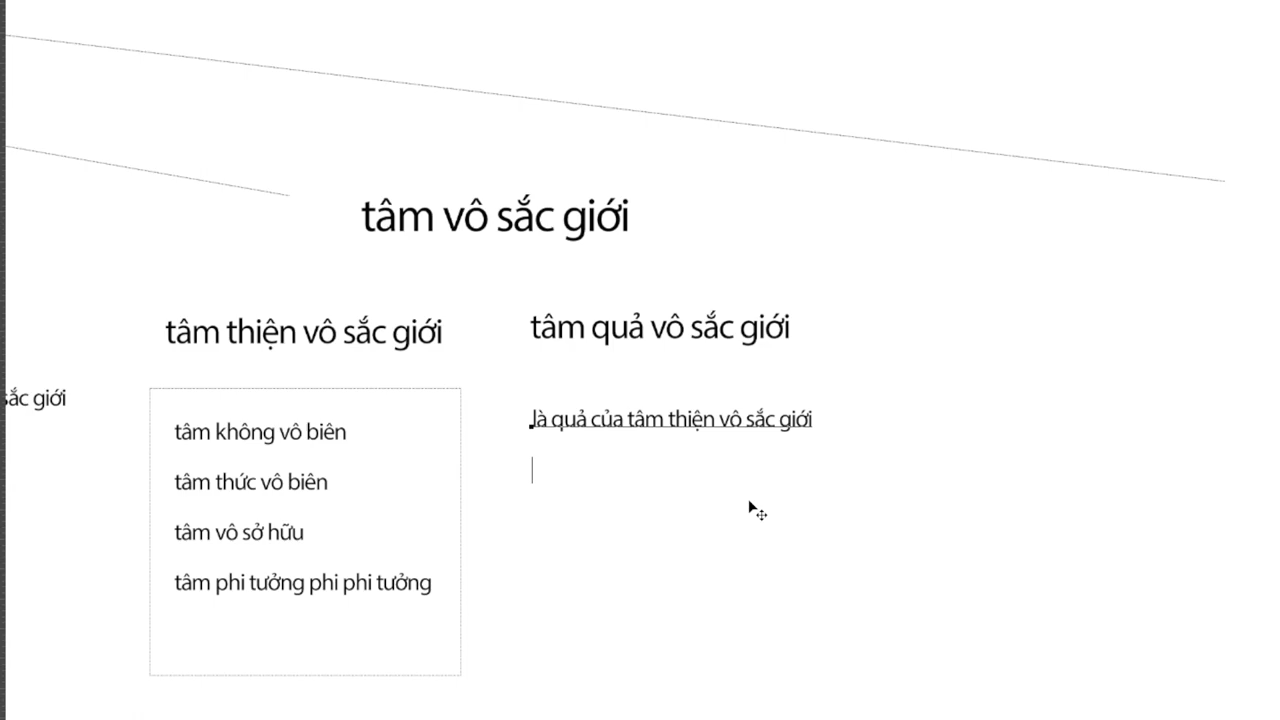 tâm vô sắc giới
tâm thiện vô sắc giới
tâm quả vô sắc giới
sắc giới
là quả của tâm thiện vô sắc giới
tâm không vô biên
tâm thức vô biên
tâm vô sở hữu
tâm phi tưởng phi phi tưởng